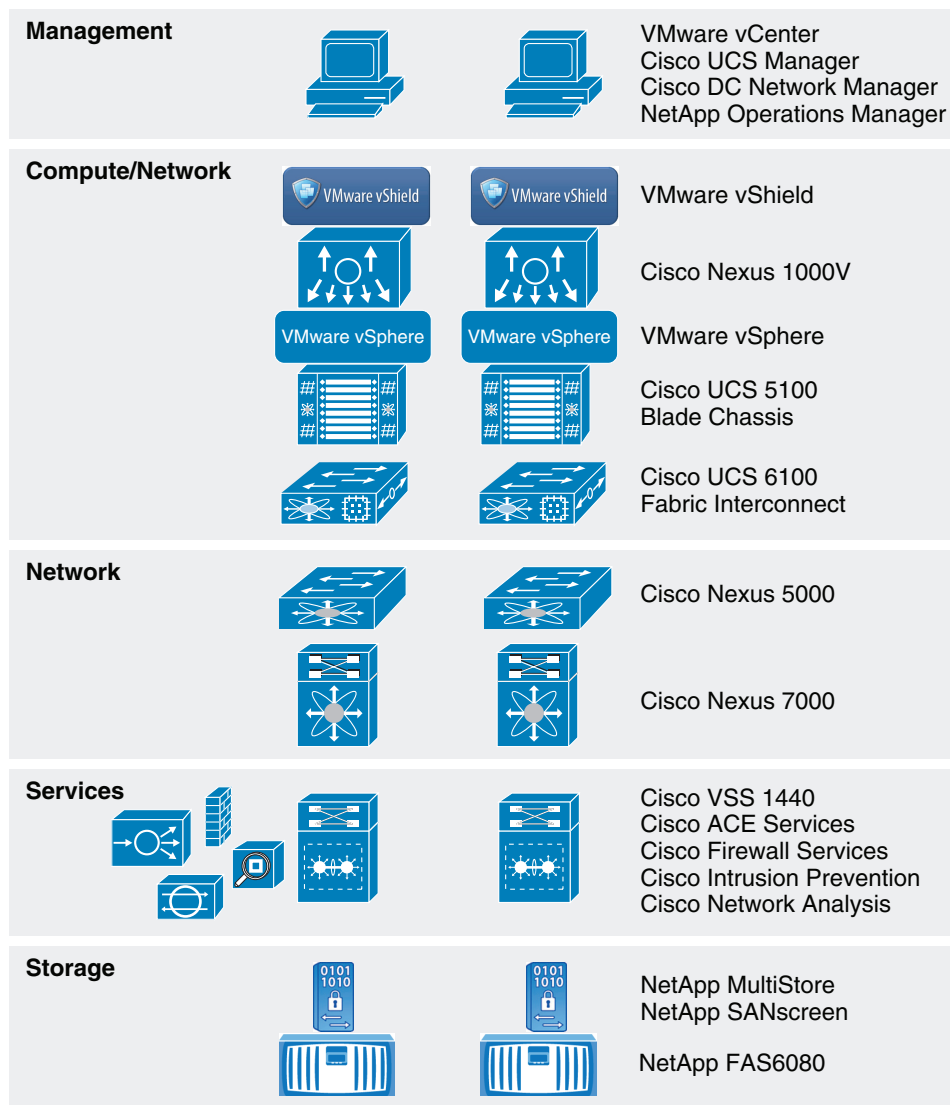 Management
VMware vCenter
Cisco UCS Manager
Cisco DC Network Manager
NetApp Operations Manager
Compute/Network
VMware vShield
VMware vShield
VMware vShield
Cisco Nexus 1000V
VMware vSphere
VMware vSphere
VMware vSphere
Cisco UCS 5100
Blade Chassis
Cisco UCS 6100
Fabric Interconnect
Network
Cisco Nexus 5000
Cisco Nexus 7000
Services
Cisco VSS 1440
Cisco ACE Services
Cisco Firewall Services
Cisco Intrusion Prevention
Cisco Network Analysis
Storage
0101
1010
0101
1010
NetApp MultiStore
NetApp SANscreen
NetApp FAS6080